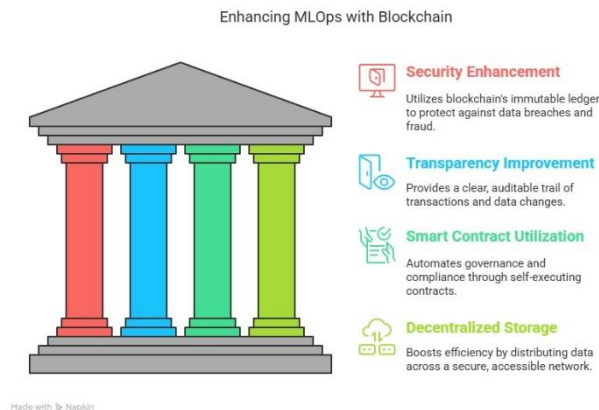 Enhancing MLOps with Blockchain
Security Enhancement
Utilizes blockchain's immutable ledger
to protect against data breaches and
fraud.
Transparency Improvement
Provides a clear, auditable trail of
transactions and data changes.
Smart Contract Utilization
Automates governance and
compliance through self-executing
contracts.
Decentralized Storage
Boosts efficiency by distributing data
across a secure, accessible network.
Made with Napkin